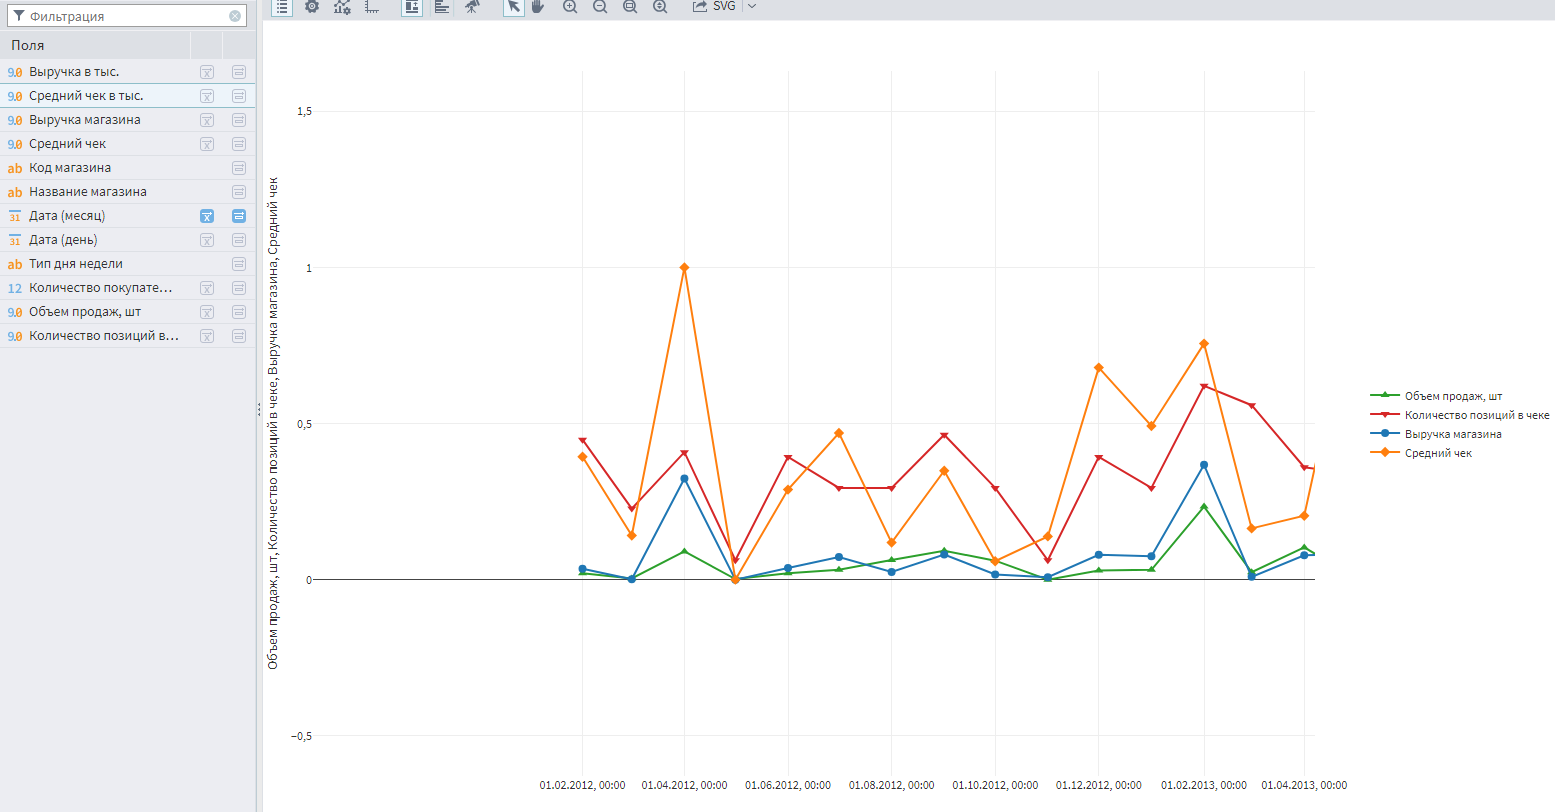 Фильтрация
SVG
Поля
9.0 Выручка в тыс.
9.0 Средний чек в тыс.
9.0 Выручка магазина
9.0 Средний чек
ab Код магазина
ab Название магазина
31 Дата (месяц)
31 Дата (день)
ab Тип дня недели
12 Количество покупате...
9.0 Объем продаж, шт
9.0 Количество позиций в...
Объем продаж, шт, Количество позиций в чеке, Выручка магазина, Средний чек
1,5
1
0,5
0
−0,5
01.02.2012, 00:00
01.04.2012, 00:00
01.06.2012, 00:00
01.08.2012, 00:00
01.10.2012, 00:00
01.12.2012, 00:00
01.02.2013, 00:00
01.04.2013, 00:00
Объем продаж, шт
Количество позиций в чеке
Выручка магазина
Средний чек